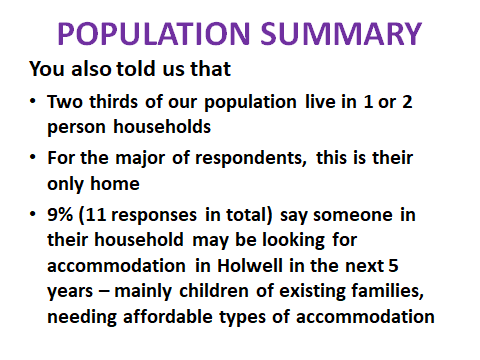 POPULATION SUMMARY
You also told us that
• Two thirds of our population live in 1 or 2
person households
• For the major of respondents, this is their
only home
• 9% (11 responses in total) say someone in
their household may be looking for
accommodation in Holwell in the next 5
years – mainly children of existing families,
needing affordable types of accommodation